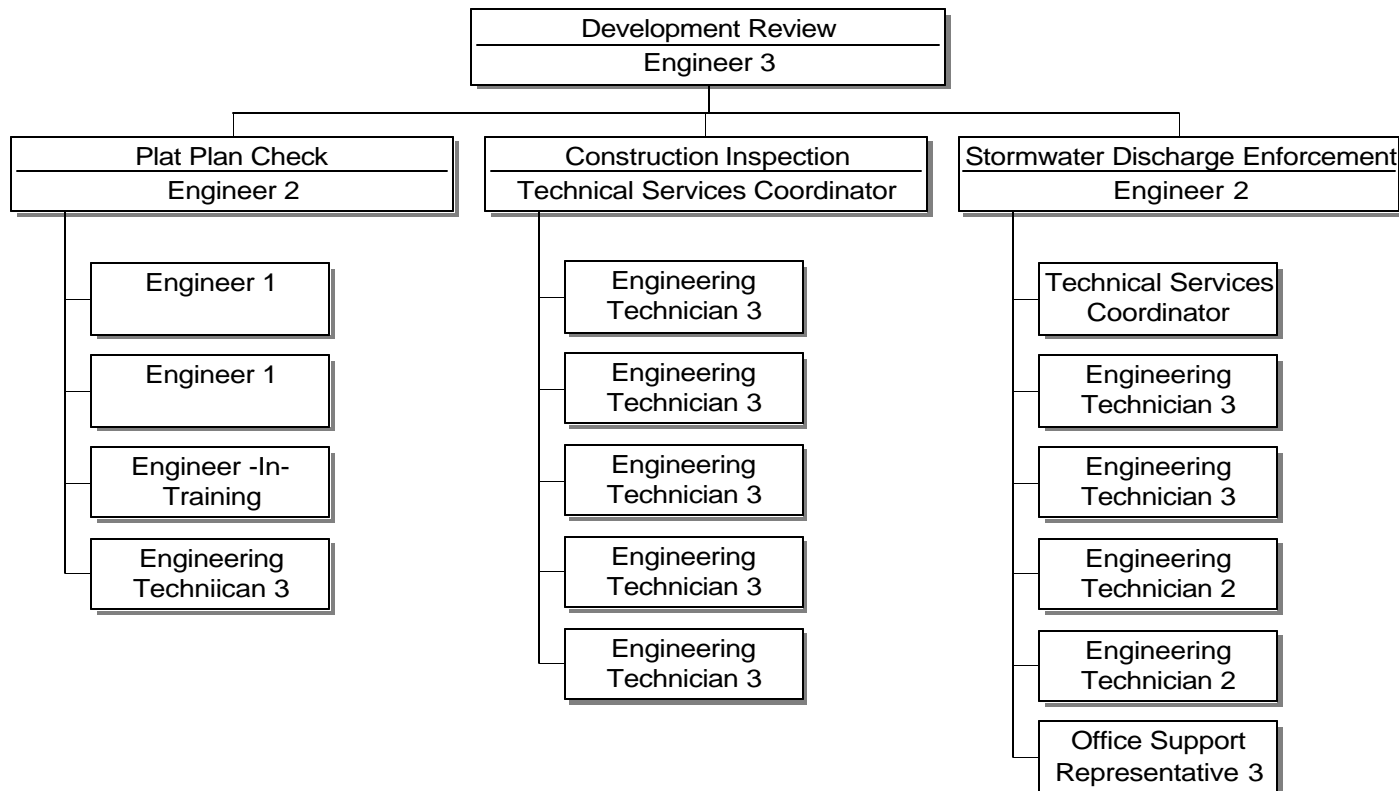 Development Review
Engineer 3
Plat Plan Check
Engineer 2
Engineer 1
Engineer 1
Engineer -In-
Training
Engineering
Techniican 3
Construction Inspection
Technical Services Coordinator
Engineering
Technician 3
Engineering
Technician 3
Engineering
Technician 3
Engineering
Technician 3
Engineering
Technician 3
Stormwater Discharge Enforcement
Engineer 2
Technical Services
Coordinator
Engineering
Technician 3
Engineering
Technician 3
Engineering
Technician 2
Engineering
Technician 2
Office Support
Representative 3